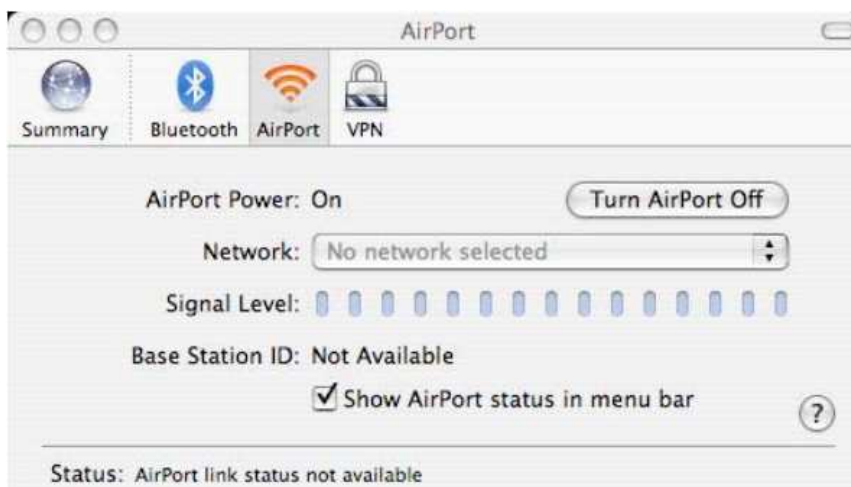 AirPort
Summary Bluetooth AirPort VPN
AirPort Power: On Turn AirPort Off
Network: No network selected
Signal Level:
Base Station ID: Not Available
Show AirPort status in menu bar
?
Status: AirPort link status not available